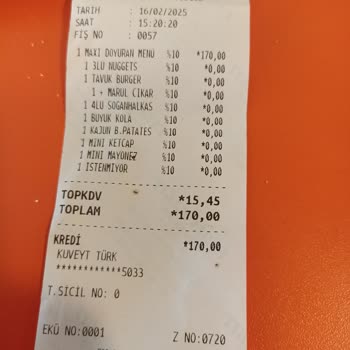 TARİH : 16/02/2025
SAAT : 15:20:20
FİŞ NO : 0057
1 MAXI DOYURAN MENU %10 *170,00
1 3LU NUGGETS %10 *0,00
1 TAVUK BURGER %10 *0,00
1 + MARUL CIKAR %10 *0,00
1 4LU SOGANHALKAS %10 *0,00
1 BUYUK KOLA %10 *0,00
1 KAJUN B.PATATES %10 *0,00
1 MINI KETCAP %10 *0,00
1 MINI MAYONEZ %10 *0,00
1 ISTENMIYOR %10 *0,00
TOPKDV *15,45
TOPLAM *170,00
KREDİ *170,00
KUVEYT TÜRK
************5033
T.SICIL NO: 0
EKÜ NO:0001 Z NO:0720